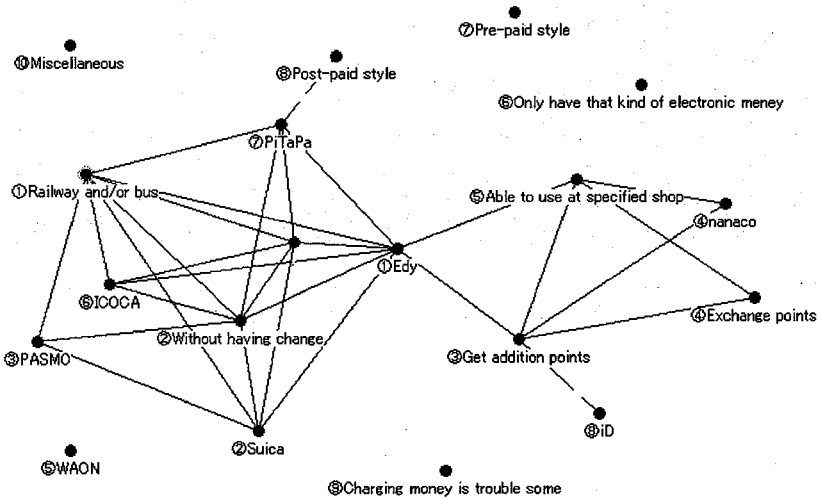 ⑦Pre-paid style
⑩Miscellaneous
⑧Post-paid style
⑥Only have that kind of electronic meney
⑦PiTaPa
①Railway and/or bus
⑤Able to use at specified shop
④nanaco
①Edy
⑥ICOCA
④Exchange points
②Without having change
③PASMO
③Get addition points
⑧iD
②Suica
⑤WAON
⑨Charging money is trouble some